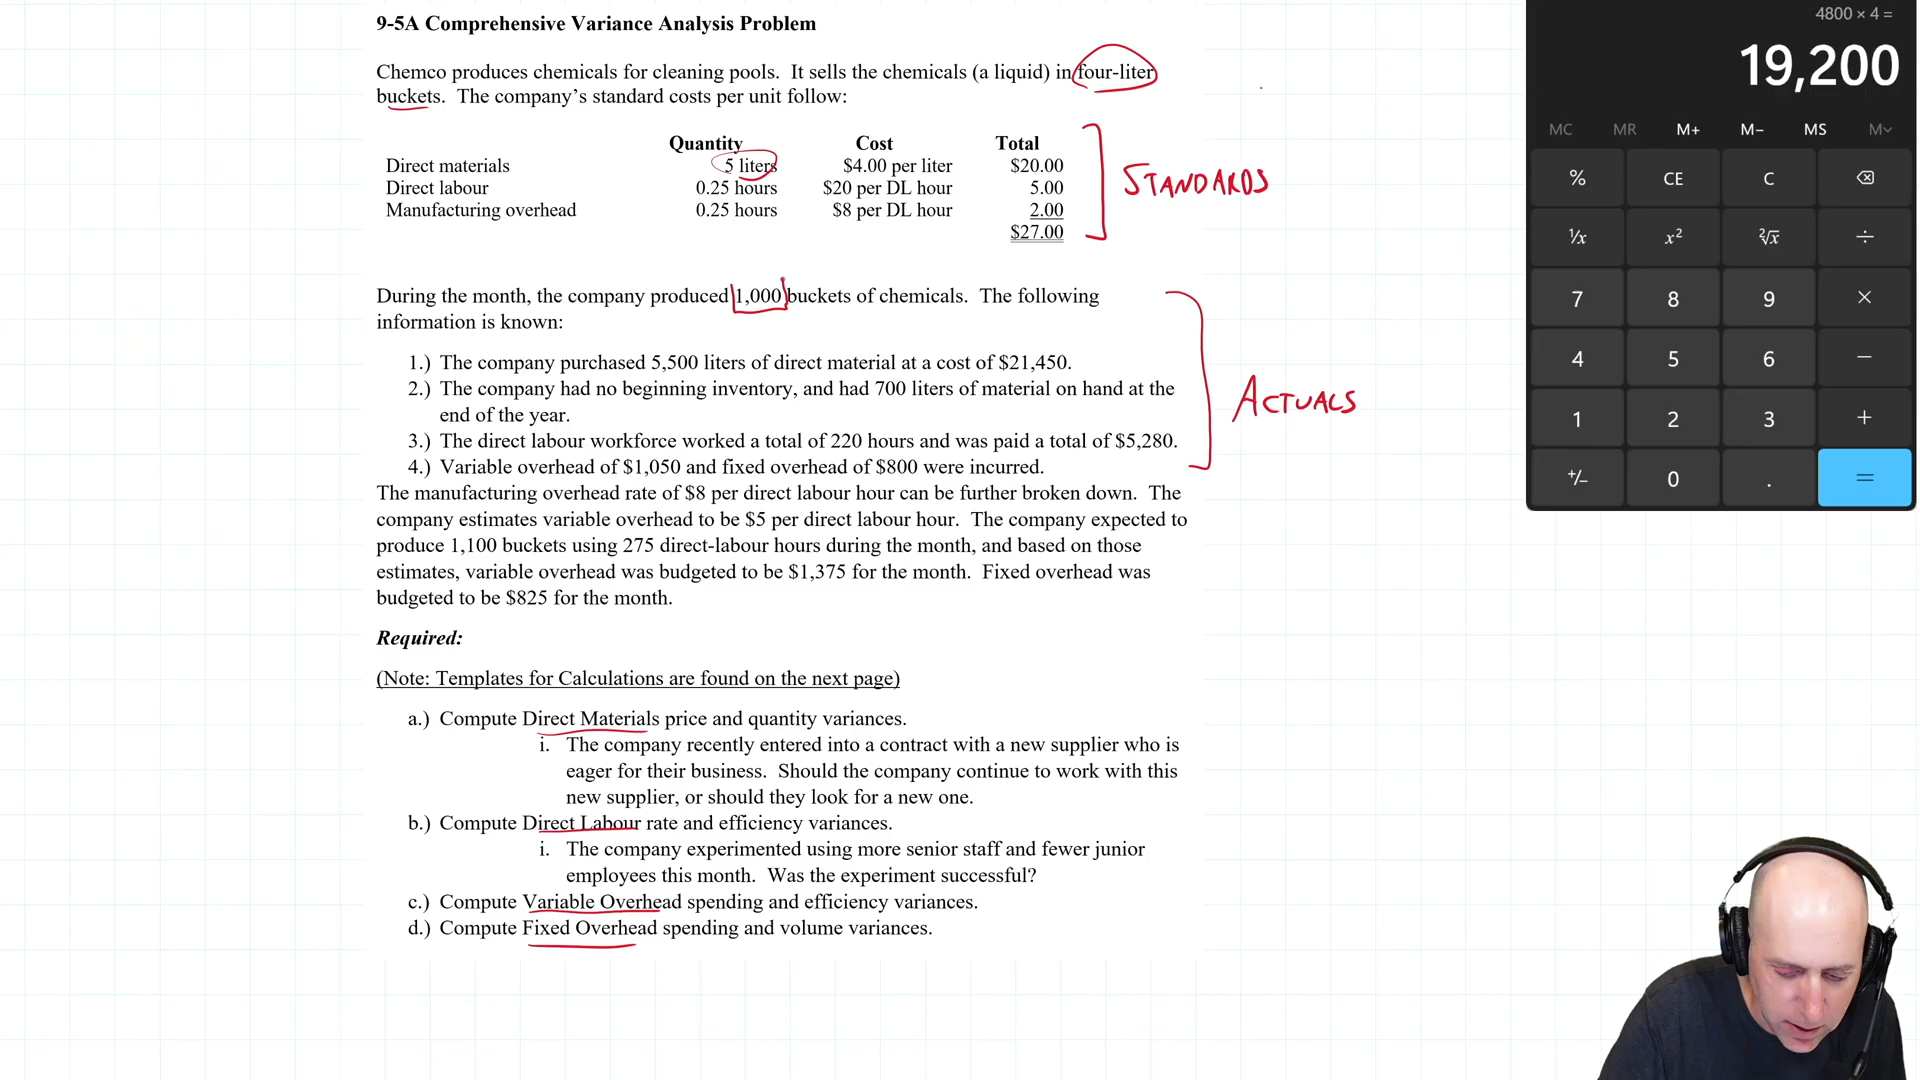 9-5A Comprehensive Variance Analysis Problem
Chemco produces chemicals for cleaning pools. It sells the chemicals (a liquid) in four-liter
buckets. The company's standard costs per unit follow:
Quantity Cost Total
Direct materials 5 liters $4.00 per liter $20.00
Direct labour 0.25 hours $20 per DL hour 5.00
Manufacturing overhead 0.25 hours $8 per DL hour 2.00
$27.00
STANDARDS
During the month, the company produced 1,000 buckets of chemicals. The following
information is known:
1.) The company purchased 5,500 liters of direct material at a cost of $21,450.
2.) The company had no beginning inventory, and had 700 liters of material on hand at the
end of the year.
3.) The direct labour workforce worked a total of 220 hours and was paid a total of $5,280.
4.) Variable overhead of $1,050 and fixed overhead of $800 were incurred.
ACTUALS
The manufacturing overhead rate of $8 per direct labour hour can be further broken down. The
company estimates variable overhead to be $5 per direct labour hour. The company expected to
produce 1,100 buckets using 275 direct-labour hours during the month, and based on those
estimates, variable overhead was budgeted to be $1,375 for the month. Fixed overhead was
budgeted to be $825 for the month.
Required:
(Note: Templates for Calculations are found on the next page)
a.) Compute Direct Materials price and quantity variances.
i. The company recently entered into a contract with a new supplier who is
eager for their business. Should the company continue to work with this
new supplier, or should they look for a new one.
b.) Compute Direct Labour rate and efficiency variances.
i. The company experimented using more senior staff and fewer junior
employees this month. Was the experiment successful?
c.) Compute Variable Overhead spending and efficiency variances.
d.) Compute Fixed Overhead spending and volume variances.
4800 × 4 =
19,200
MC MR M+ M− MS M˅
% CE C ⌫
¹/x x² ²√x ÷
7 8 9 ×
4 5 6 −
1 2 3 +
+/− 0 . =